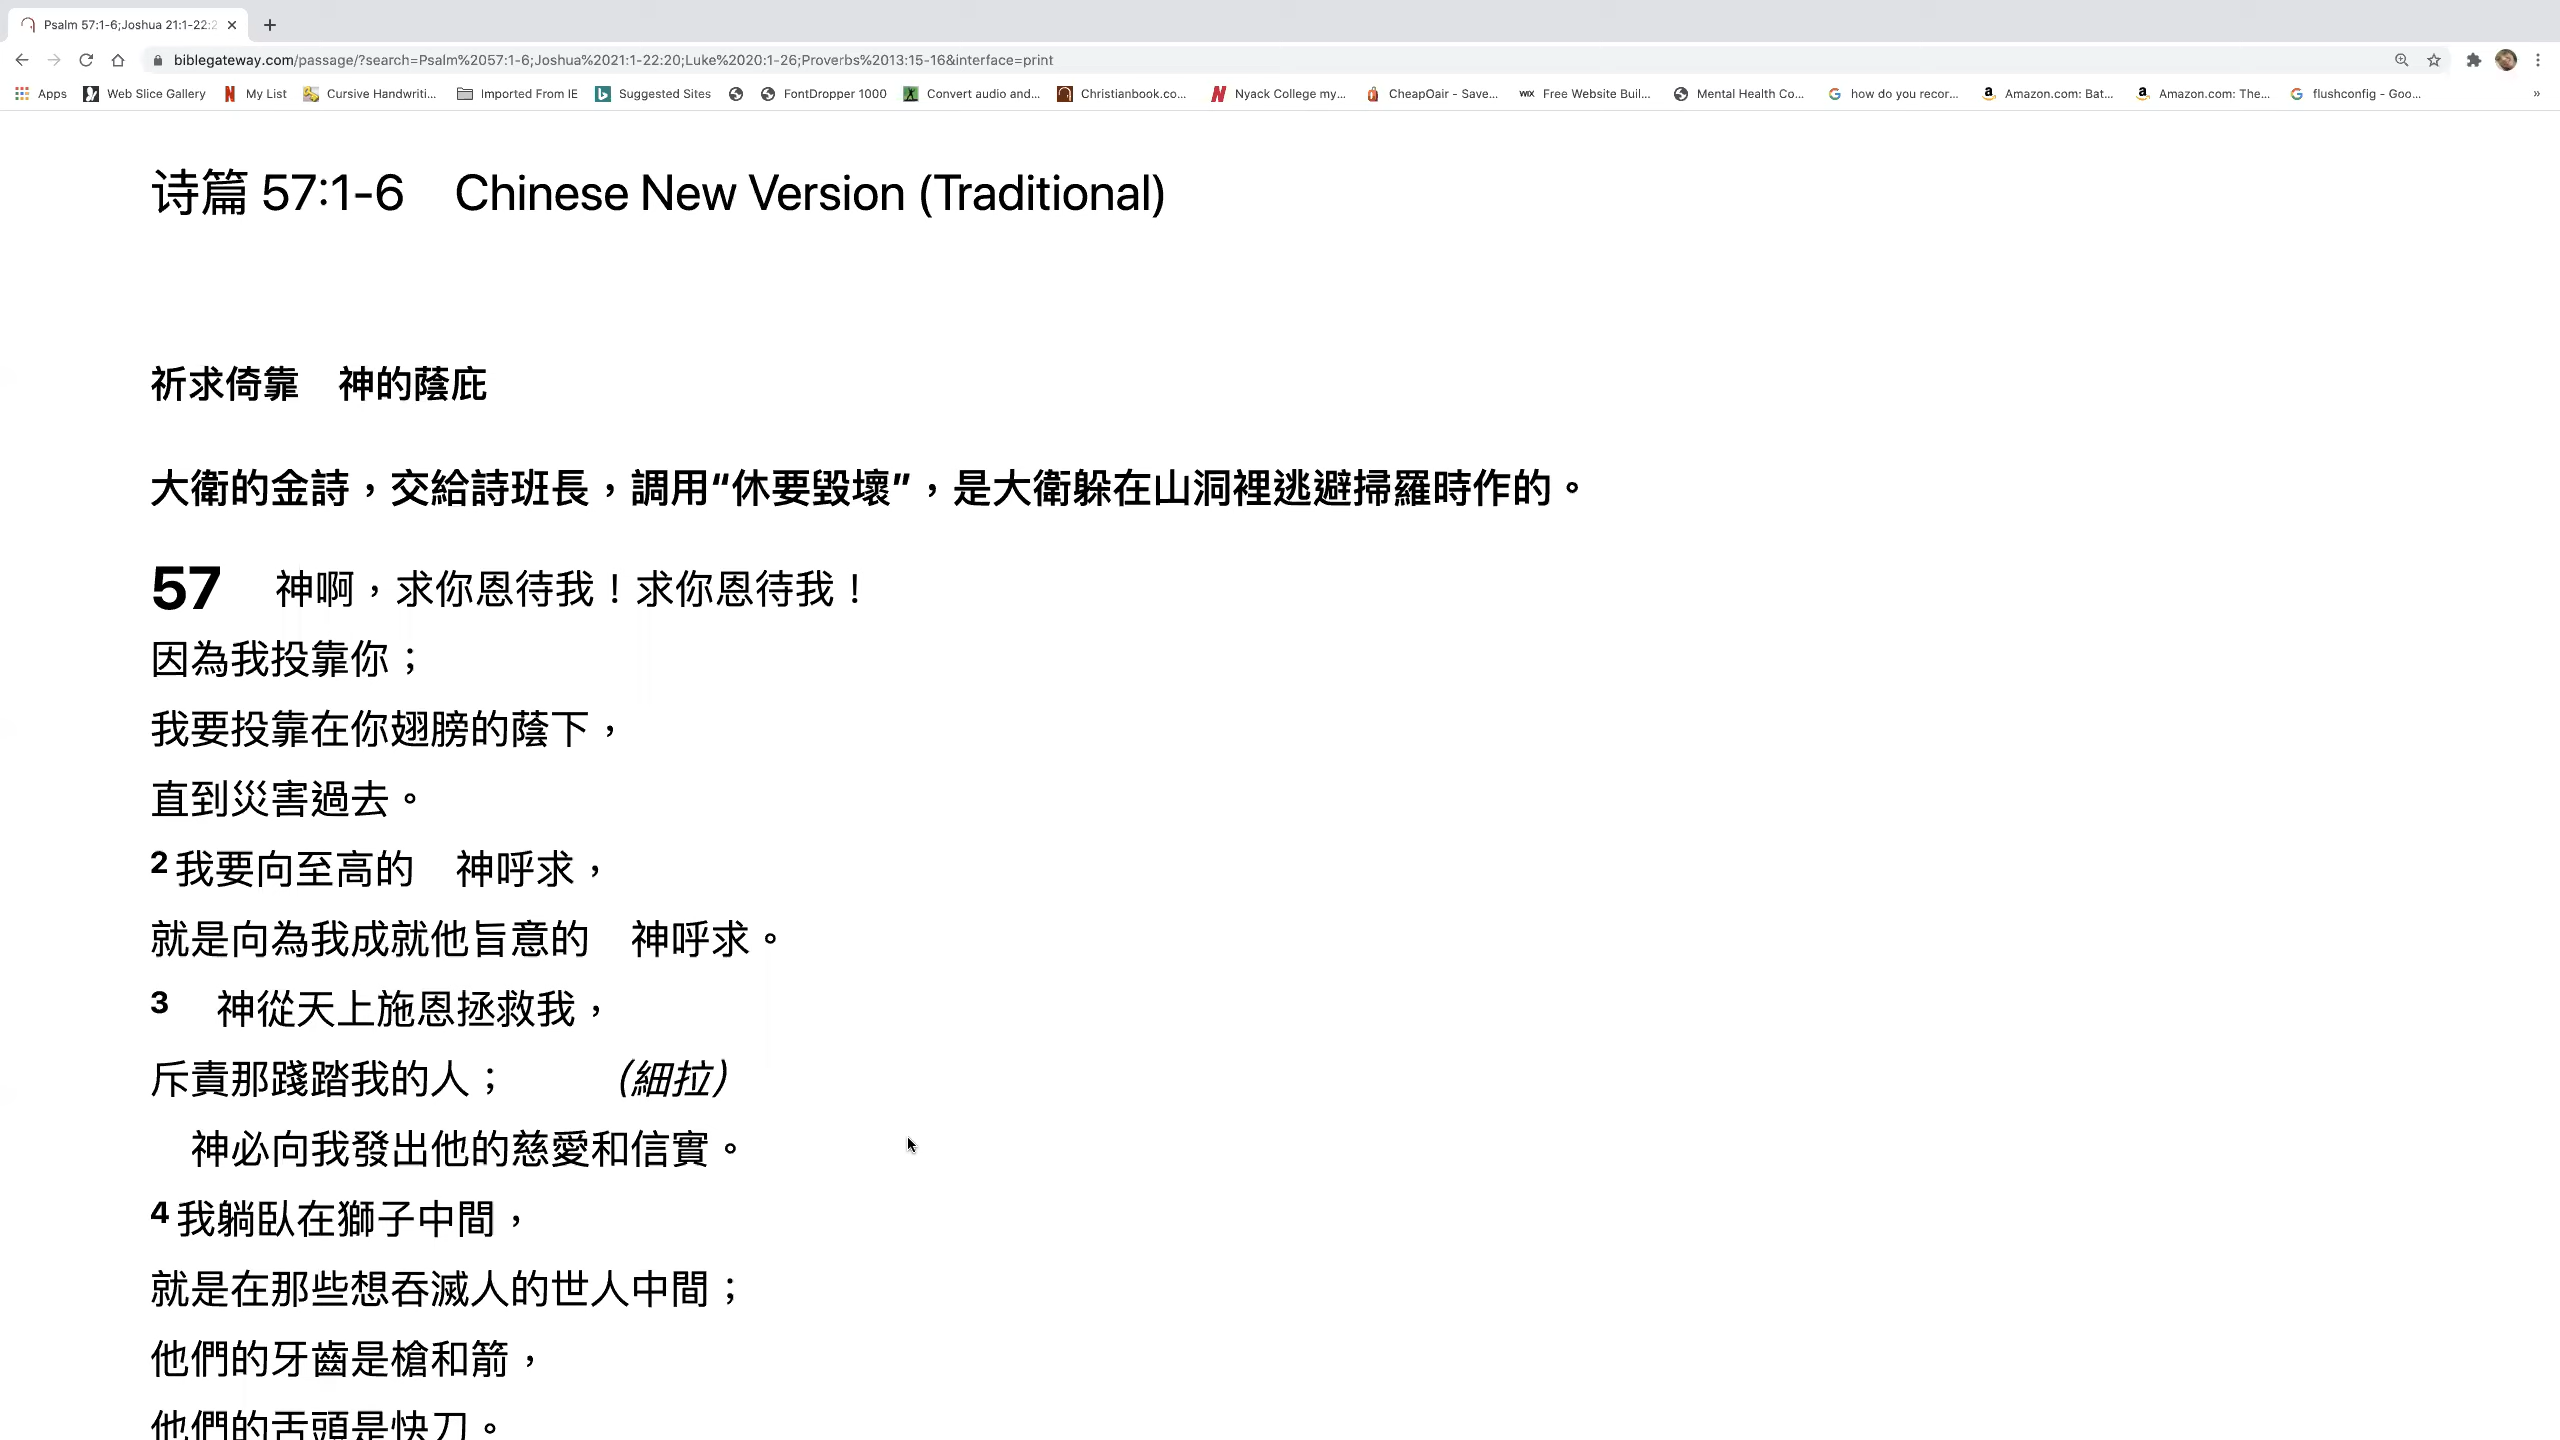 Psalm 57:1-6;Joshua 21:1-22:2
biblegateway.com/passage/?search=Psalm%2057:1-6;Joshua%2021:1-22:20;Luke%2020:1-26;Proverbs%2013:15-16&interface=print
Apps Web Slice Gallery My List Cursive Handwriti... Imported From IE Suggested Sites FontDropper 1000 Convert audio and... Christianbook.co... Nyack College my... CheapOair - Save... Free Website Buil... Mental Health Co... how do you recor... Amazon.com: Bat... Amazon.com: The... flushconfig - Goo... »
诗篇 57:1-6 Chinese New Version (Traditional)
祈求倚靠 神的蔭庇
大衛的金詩，交給詩班長，調用“休要毀壞”，是大衛躲在山洞裡逃避掃羅時作的。
57 神啊，求你恩待我！求你恩待我！
因為我投靠你；
我要投靠在你翅膀的蔭下，
直到災害過去。
2 我要向至高的 神呼求，
就是向為我成就他旨意的 神呼求。
3 神從天上施恩拯救我，
斥責那踐踏我的人； （細拉）
神必向我發出他的慈愛和信實。
4 我躺臥在獅子中間，
就是在那些想吞滅人的世人中間；
他們的牙齒是槍和箭，
他們的舌頭是快刀。